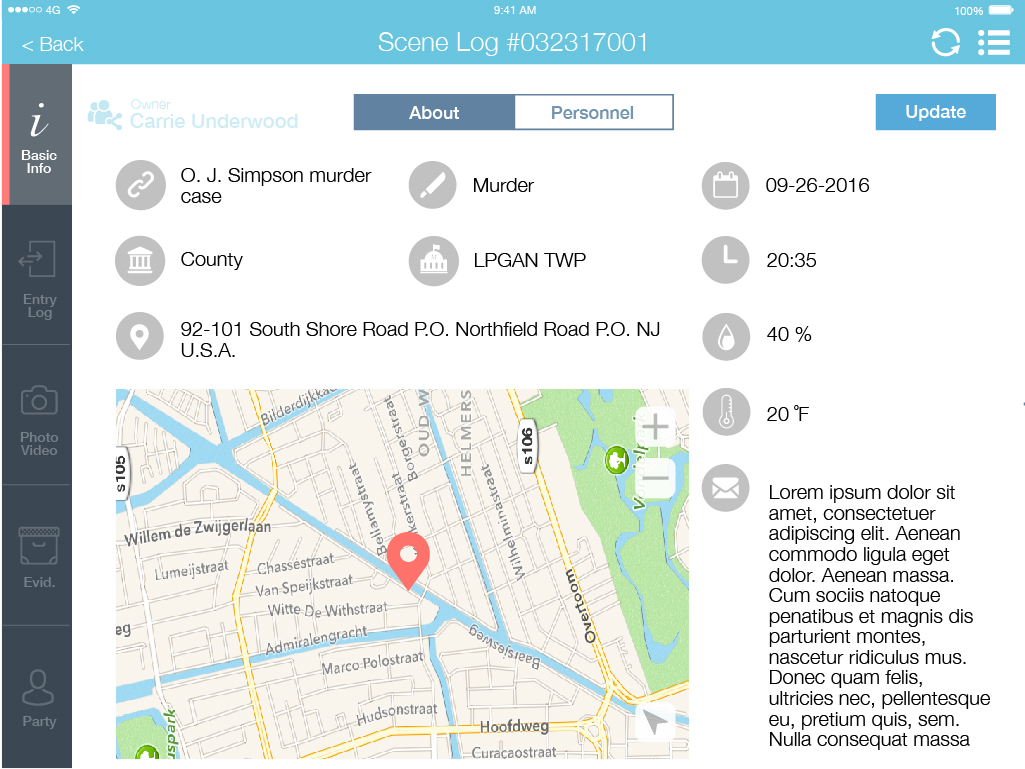 4G
9:41 AM
100%
< Back
Scene Log #032317001
Basic
Info
Entry
Log
Photo
Video
Evid.
Party
Owner
Carrie Underwood
About
Personnel
Update
O. J. Simpson murder
case
Murder
09-26-2016
County
LPGAN TWP
20:35
92-101 South Shore Road P.O. Northfield Road P.O. NJ
U.S.A.
40 %
20 ℉
Lorem ipsum dolor sit
amet, consectetuer
adipiscing elit. Aenean
commodo ligula eget
dolor. Aenean massa.
Cum sociis natoque
penatibus et magnis dis
parturient montes,
nascetur ridiculus mus.
Donec quam felis,
ultricies nec, pellentesque
eu, pretium quis, sem.
Nulla consequat massa
Bilderdijkkac
Borgerstraat
OUD W
HELMERS
s106
s105
Bellamystraat
kerstraat
Wilhelminastraat
Willem de Zwijgerlaan
Lumeijstraat
Chassestraat
Van-Speijkstraat
Witte De Withstraat
Admiralengracht
Overtoom
Baarsjesweg
Marco Polostraat
eg
Hudsonstraat
Hoofdweg
Curaçaostraat
uspark